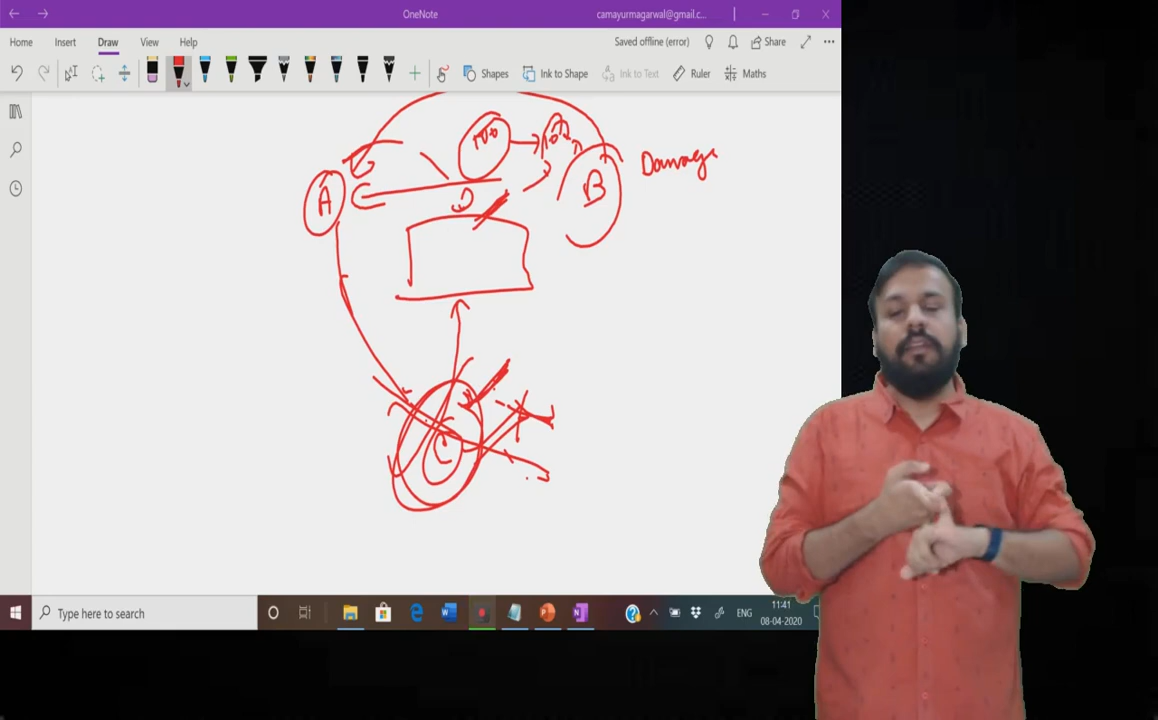 OneNote camayurmagarwal@gmail.c...
Home Insert Draw View Help Saved offline (error) Share
Shapes Ink to Shape Ink to Text Ruler Maths
Damage
A B
D
C
Type here to search ENG 11:41
08-04-2020